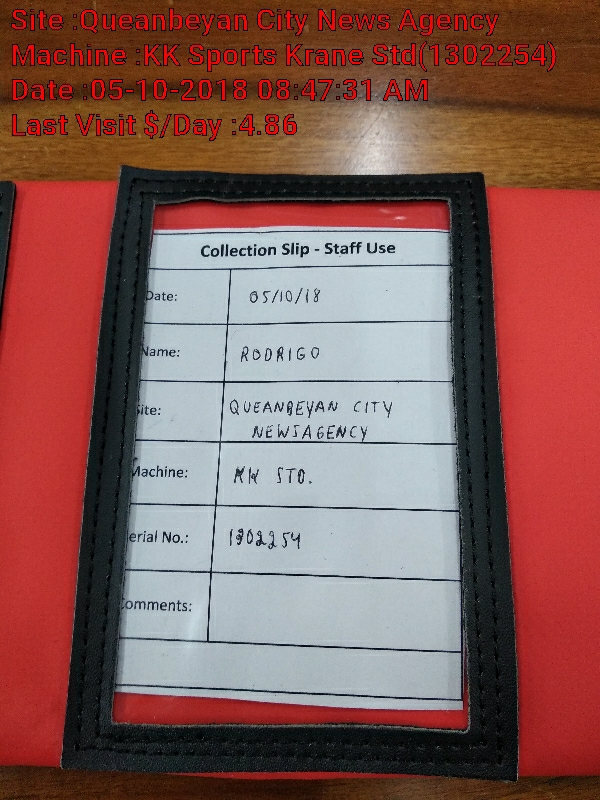 Site :Queanbeyan City News Agency
Machine :KK Sports Krane Std(1302254)
Date :05-10-2018 08:47:31 AM
Last Visit $/Day :4.86
Collection Slip - Staff Use
Date: 05/10/18
Name: RODRIGO
Site: QUEANBEYAN CITY
NEWSAGENCY
Machine: KK STD.
erial No.: 1302254
Comments: